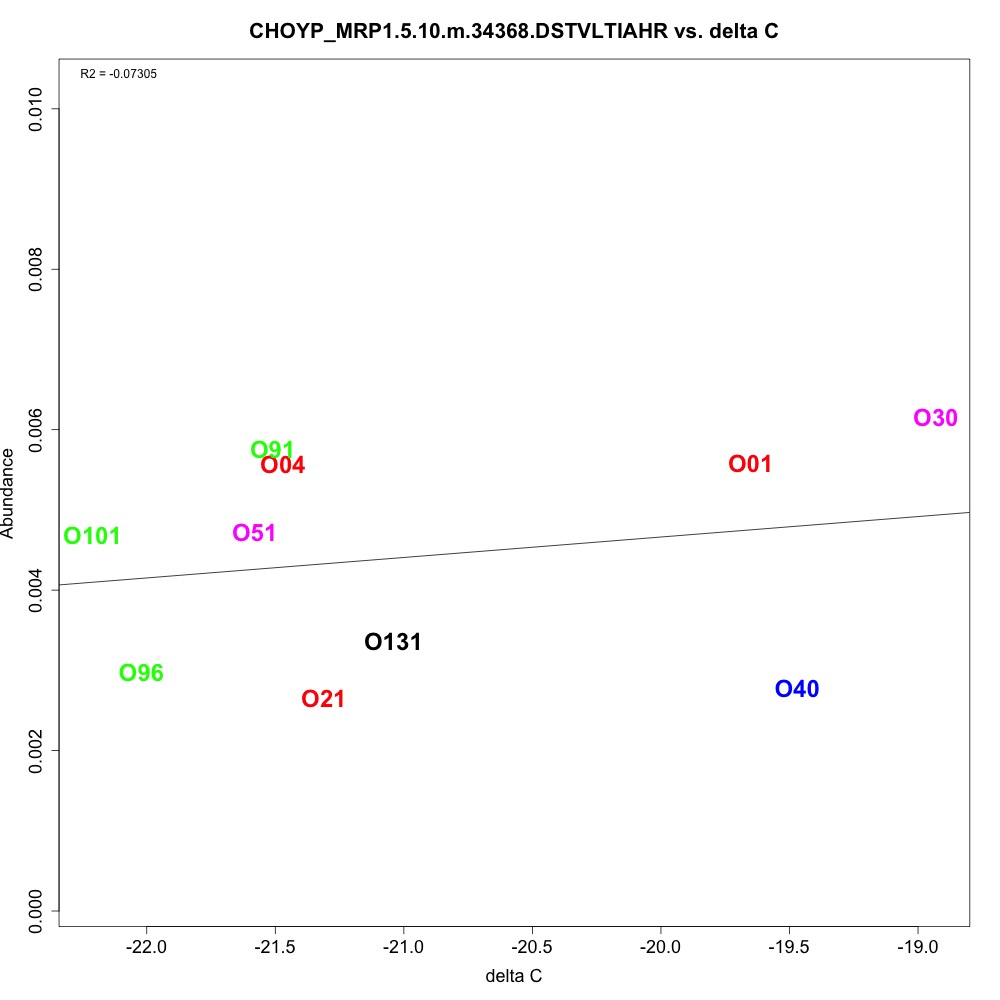 CHOYP_MRP1.5.10.m.34368.DSTVLTIAHR vs. delta C
R2 = -0.07305
0.010
0.008
0.006
0.004
0.002
0.000
Abundance
O30
O91
O04
O01
O101
O51
O131
O96
O21
O40
-22.0 -21.5 -21.0 -20.5 -20.0 -19.5 -19.0
delta C